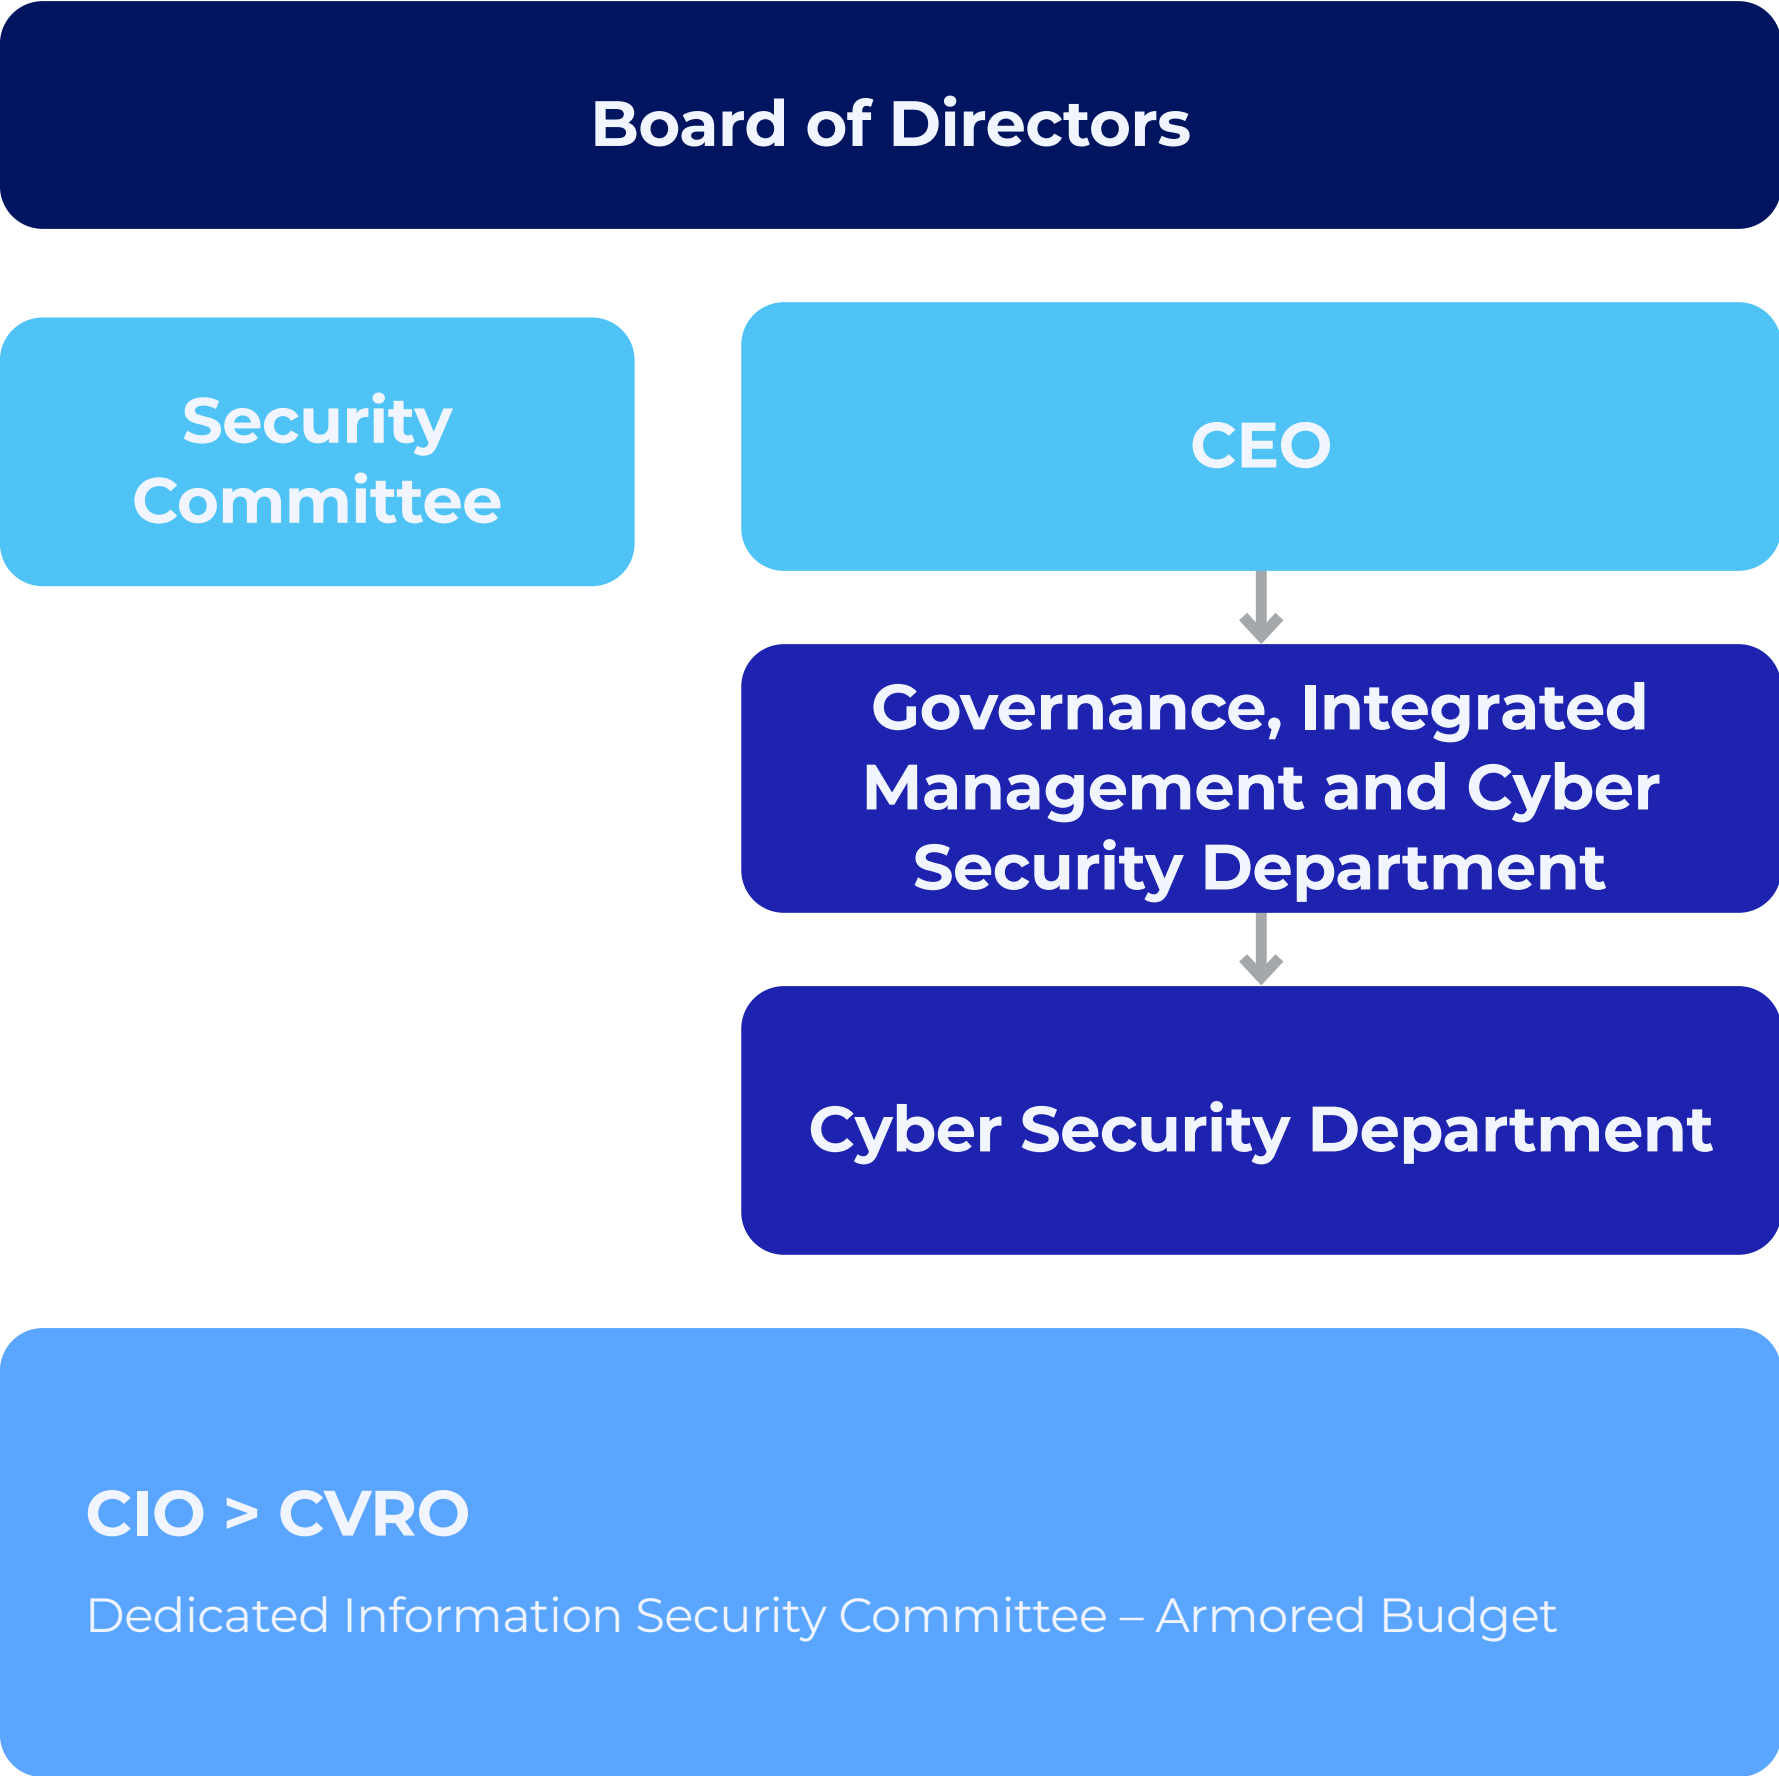 Board of Directors
Security
Committee
CEO
Governance, Integrated
Management and Cyber
Security Department
Cyber Security Department
CIO > CVRO
Dedicated Information Security Committee – Armored Budget